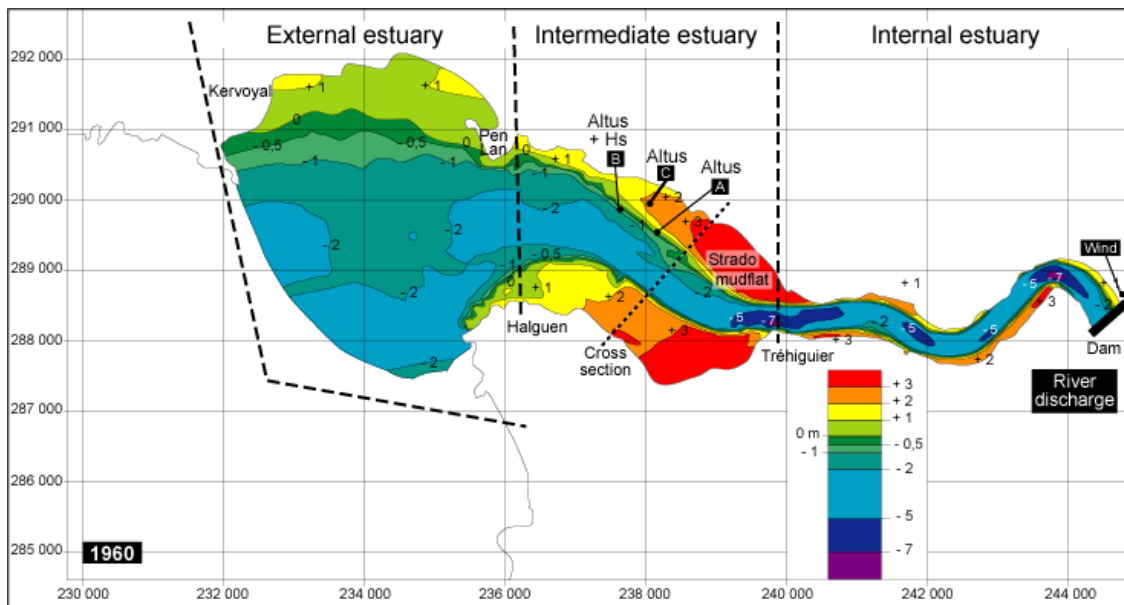 External estuary
Intermediate estuary
Internal estuary
292 000
291 000
290 000
289 000
288 000
287 000
286 000
285 000
Kervoyal
+ 1
+ 1
0
- 0,5
- 0,5
0
- 1
- 1
Pen
Lan
0
+ 1
- 1
Altus
+ Hs
B
Altus
C
Altus
A
+ 2
+ 3
- 2
- 1
- 2
- 2
- 2
- 2
- 1
- 0,5
0
+ 1
+ 2
+ 3
Strado
mudflat
- 2
Halguen
Cross
section
- 5
- 7
Tréhiguier
+ 1
- 2
- 5
+ 3
- 5
+ 2
- 5
- 7
+ 3
- 2
Wind
Dam
River
discharge
+ 3
+ 2
+ 1
0 m
- 0,5
- 1
- 2
- 5
- 7
1960
230 000
232 000
234 000
236 000
238 000
240 000
242 000
244 000